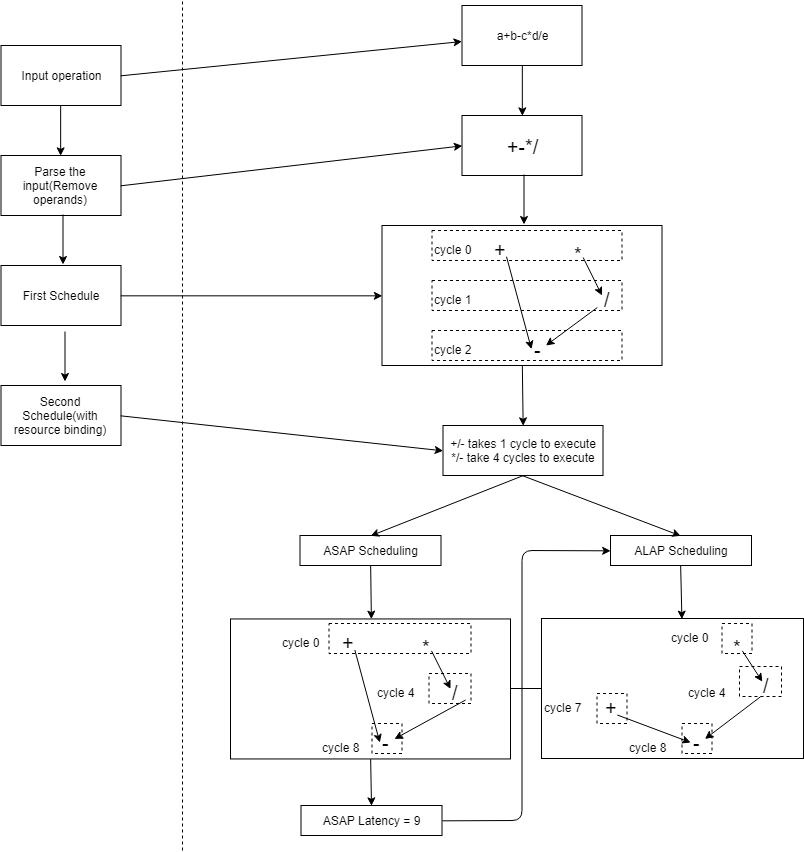 Input operation
Parse the
input(Remove
operands)
First Schedule
Second
Schedule(with
resource binding)
a+b-c*d/e
+-*/
cycle 0 + *
cycle 1 /
cycle 2 -
+/- takes 1 cycle to execute
*/- take 4 cycles to execute
ASAP Scheduling
cycle 0 + *
cycle 4 /
cycle 8 -
ASAP Latency = 9
ALAP Scheduling
cycle 0 *
cycle 4 /
cycle 7 +
cycle 8 -